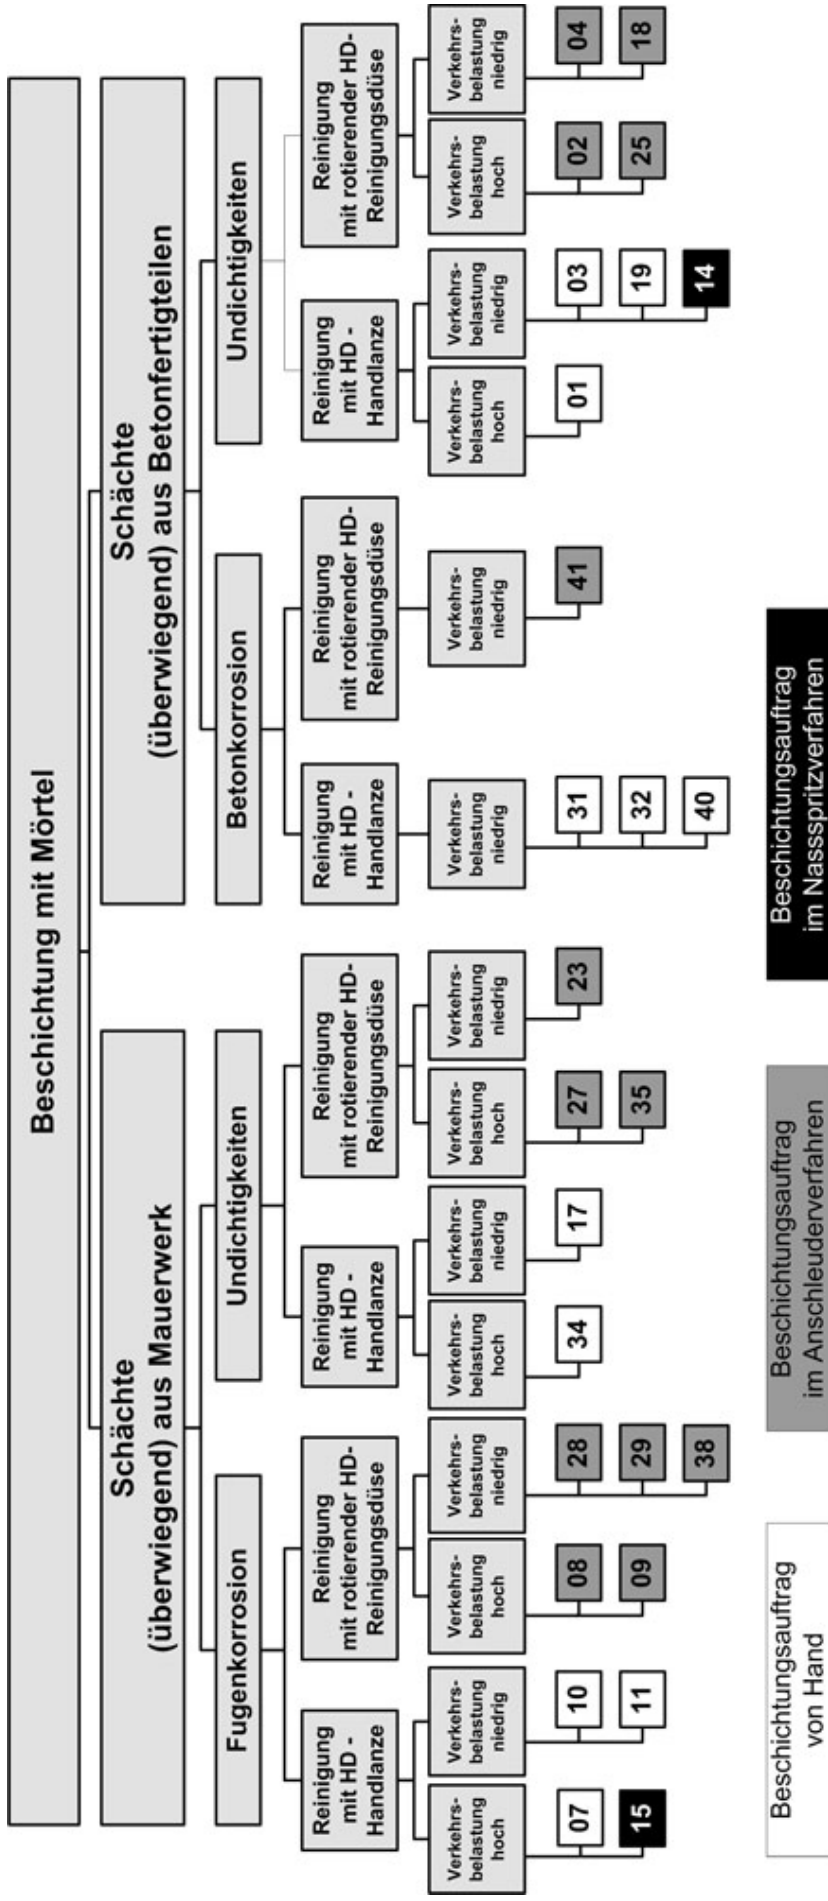 Beschichtung mit Mörtel
Schächte
(überwiegend) aus Mauerwerk
Schächte
(überwiegend) aus Betonfertigteilen
Fugenkorrosion
Undichtigkeiten
Betonkorrosion
Undichtigkeiten
Reinigung
mit HD -
Handlanze
Reinigung
mit rotierender HD-
Reinigungsdüse
Reinigung
mit HD -
Handlanze
Reinigung
mit rotierender HD-
Reinigungsdüse
Reinigung
mit HD -
Handlanze
Reinigung
mit rotierender HD-
Reinigungsdüse
Reinigung
mit HD -
Handlanze
Reinigung
mit rotierender HD-
Reinigungsdüse
Verkehrs-
belastung
hoch
Verkehrs-
belastung
niedrig
Verkehrs-
belastung
hoch
Verkehrs-
belastung
niedrig
Verkehrs-
belastung
hoch
Verkehrs-
belastung
niedrig
Verkehrs-
belastung
hoch
Verkehrs-
belastung
niedrig
Verkehrs-
belastung
niedrig
Verkehrs-
belastung
niedrig
Verkehrs-
belastung
hoch
Verkehrs-
belastung
niedrig
Verkehrs-
belastung
hoch
Verkehrs-
belastung
niedrig
07
15
10
11
08
09
28
29
38
34
17
27
35
23
31
32
40
41
01
03
19
14
02
25
04
18
Beschichtungsauftrag
von Hand
Beschichtungsauftrag
im Anschleuderverfahren
Beschichtungsauftrag
im Nassspritzverfahren